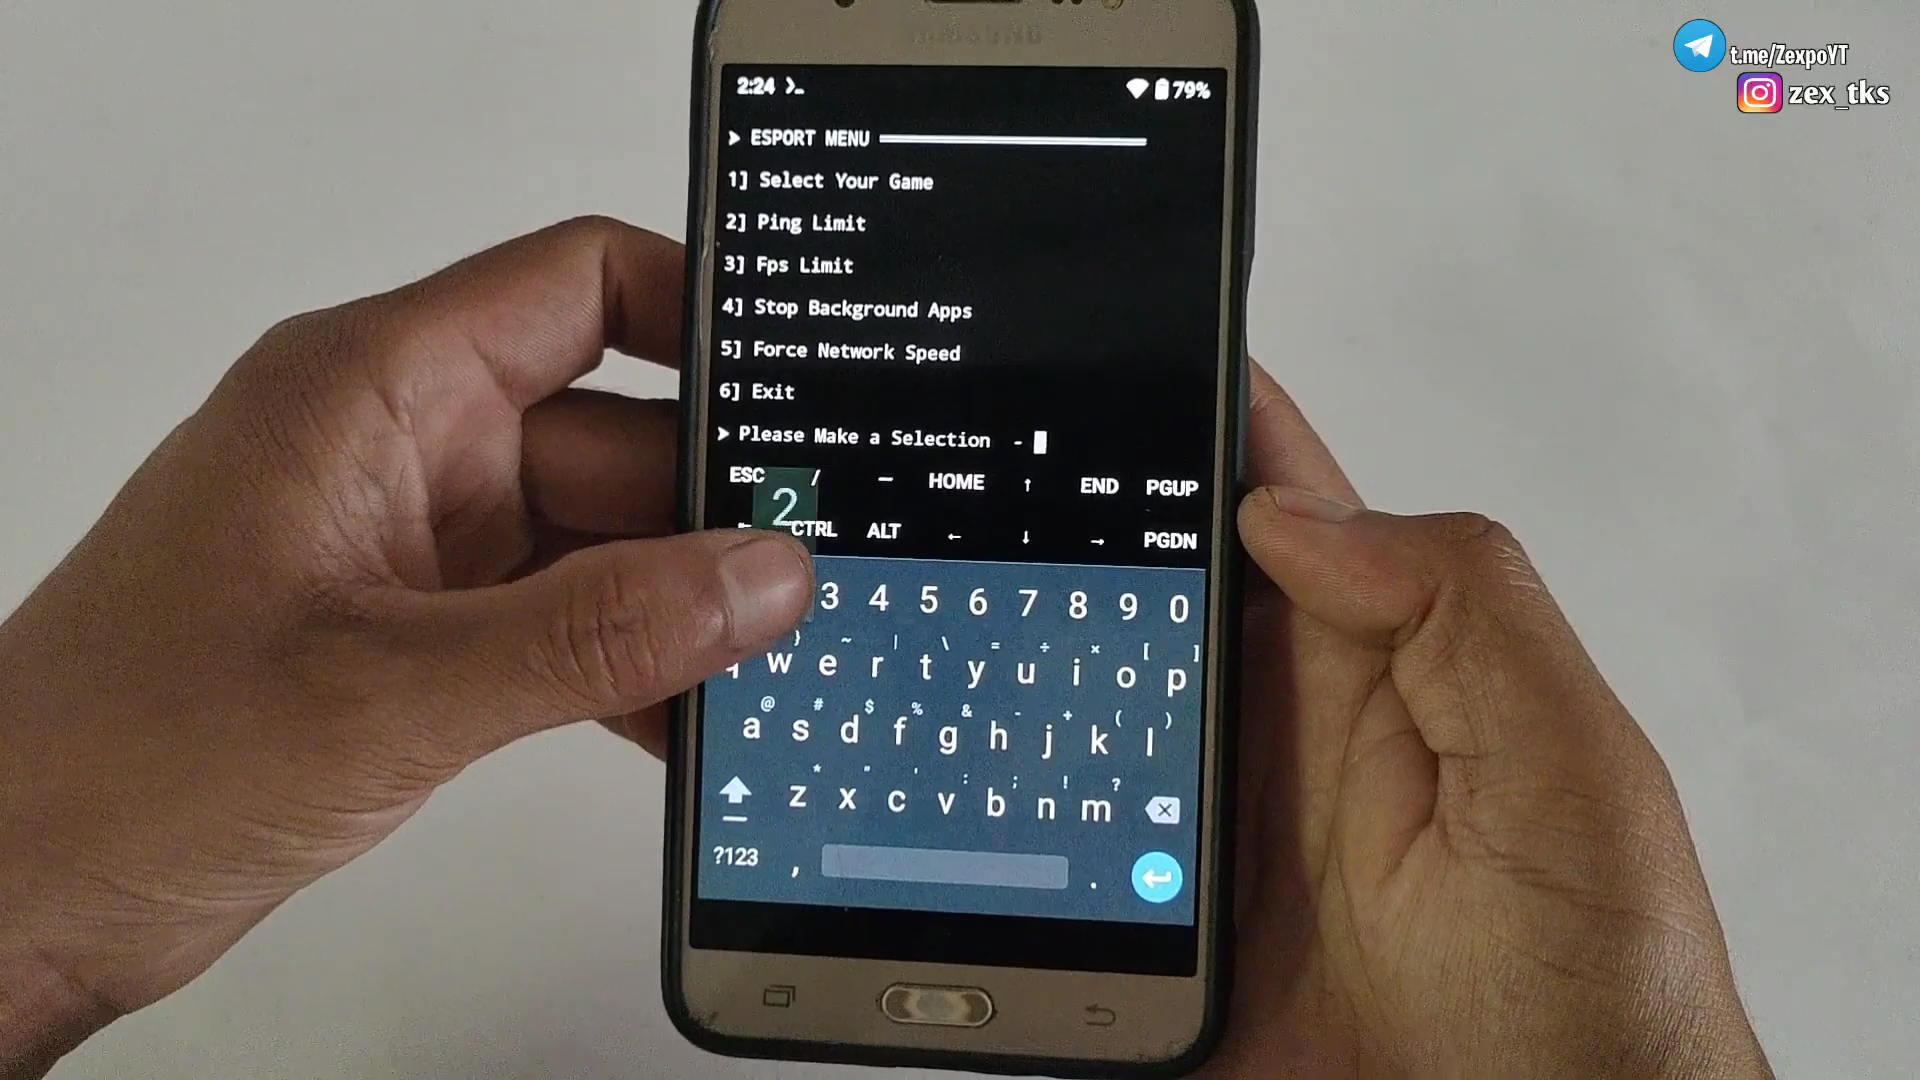 t.me/ZexpoYT
zex_tks
SAMSUNG
2:24
79%
ESPORT MENU
1] Select Your Game
2] Ping Limit
3] Fps Limit
4] Stop Background Apps
5] Force Network Speed
6] Exit
Please Make a Selection -
ESC / — HOME ↑ END PGUP
CTRL ALT ← ↓ → PGDN
2
3 4 5 6 7 8 9 0
} ~ | \ = ÷ × [ ]
w e r t y u i o p
@ # $ % & - + ( )
a s d f g h j k l
* " ' : ; ! ?
z x c v b n m
?123 , .